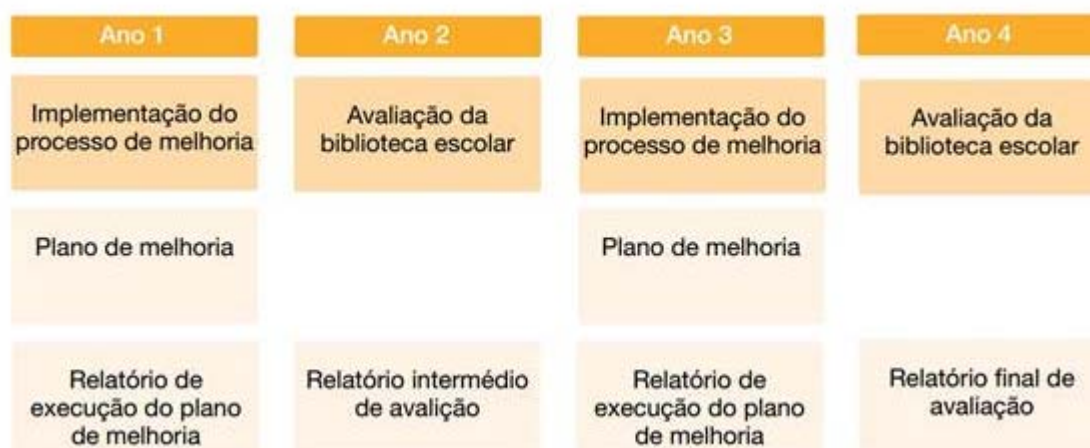 Ano 1
Ano 2
Ano 3
Ano 4
Implementação do
processo de melhoria
Avaliação da
biblioteca escolar
Implementação do
processo de melhoria
Avaliação da
biblioteca escolar
Plano de melhoria
Plano de melhoria
Relatório de
execução do plano
de melhoria
Relatório intermédio
de avalição
Relatório de
execução do plano
de melhoria
Relatório final de
avaliação